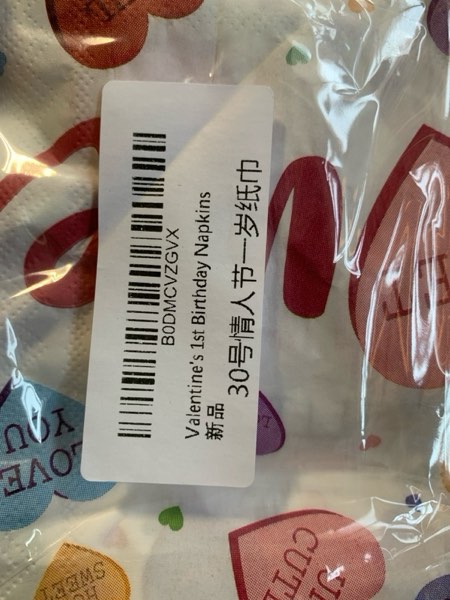 B0DMCVZGVX
Valentine's 1st Birthday Napkins
新品
30号情人节一岁纸巾
LOVE
YOU
SWEET
CUTI